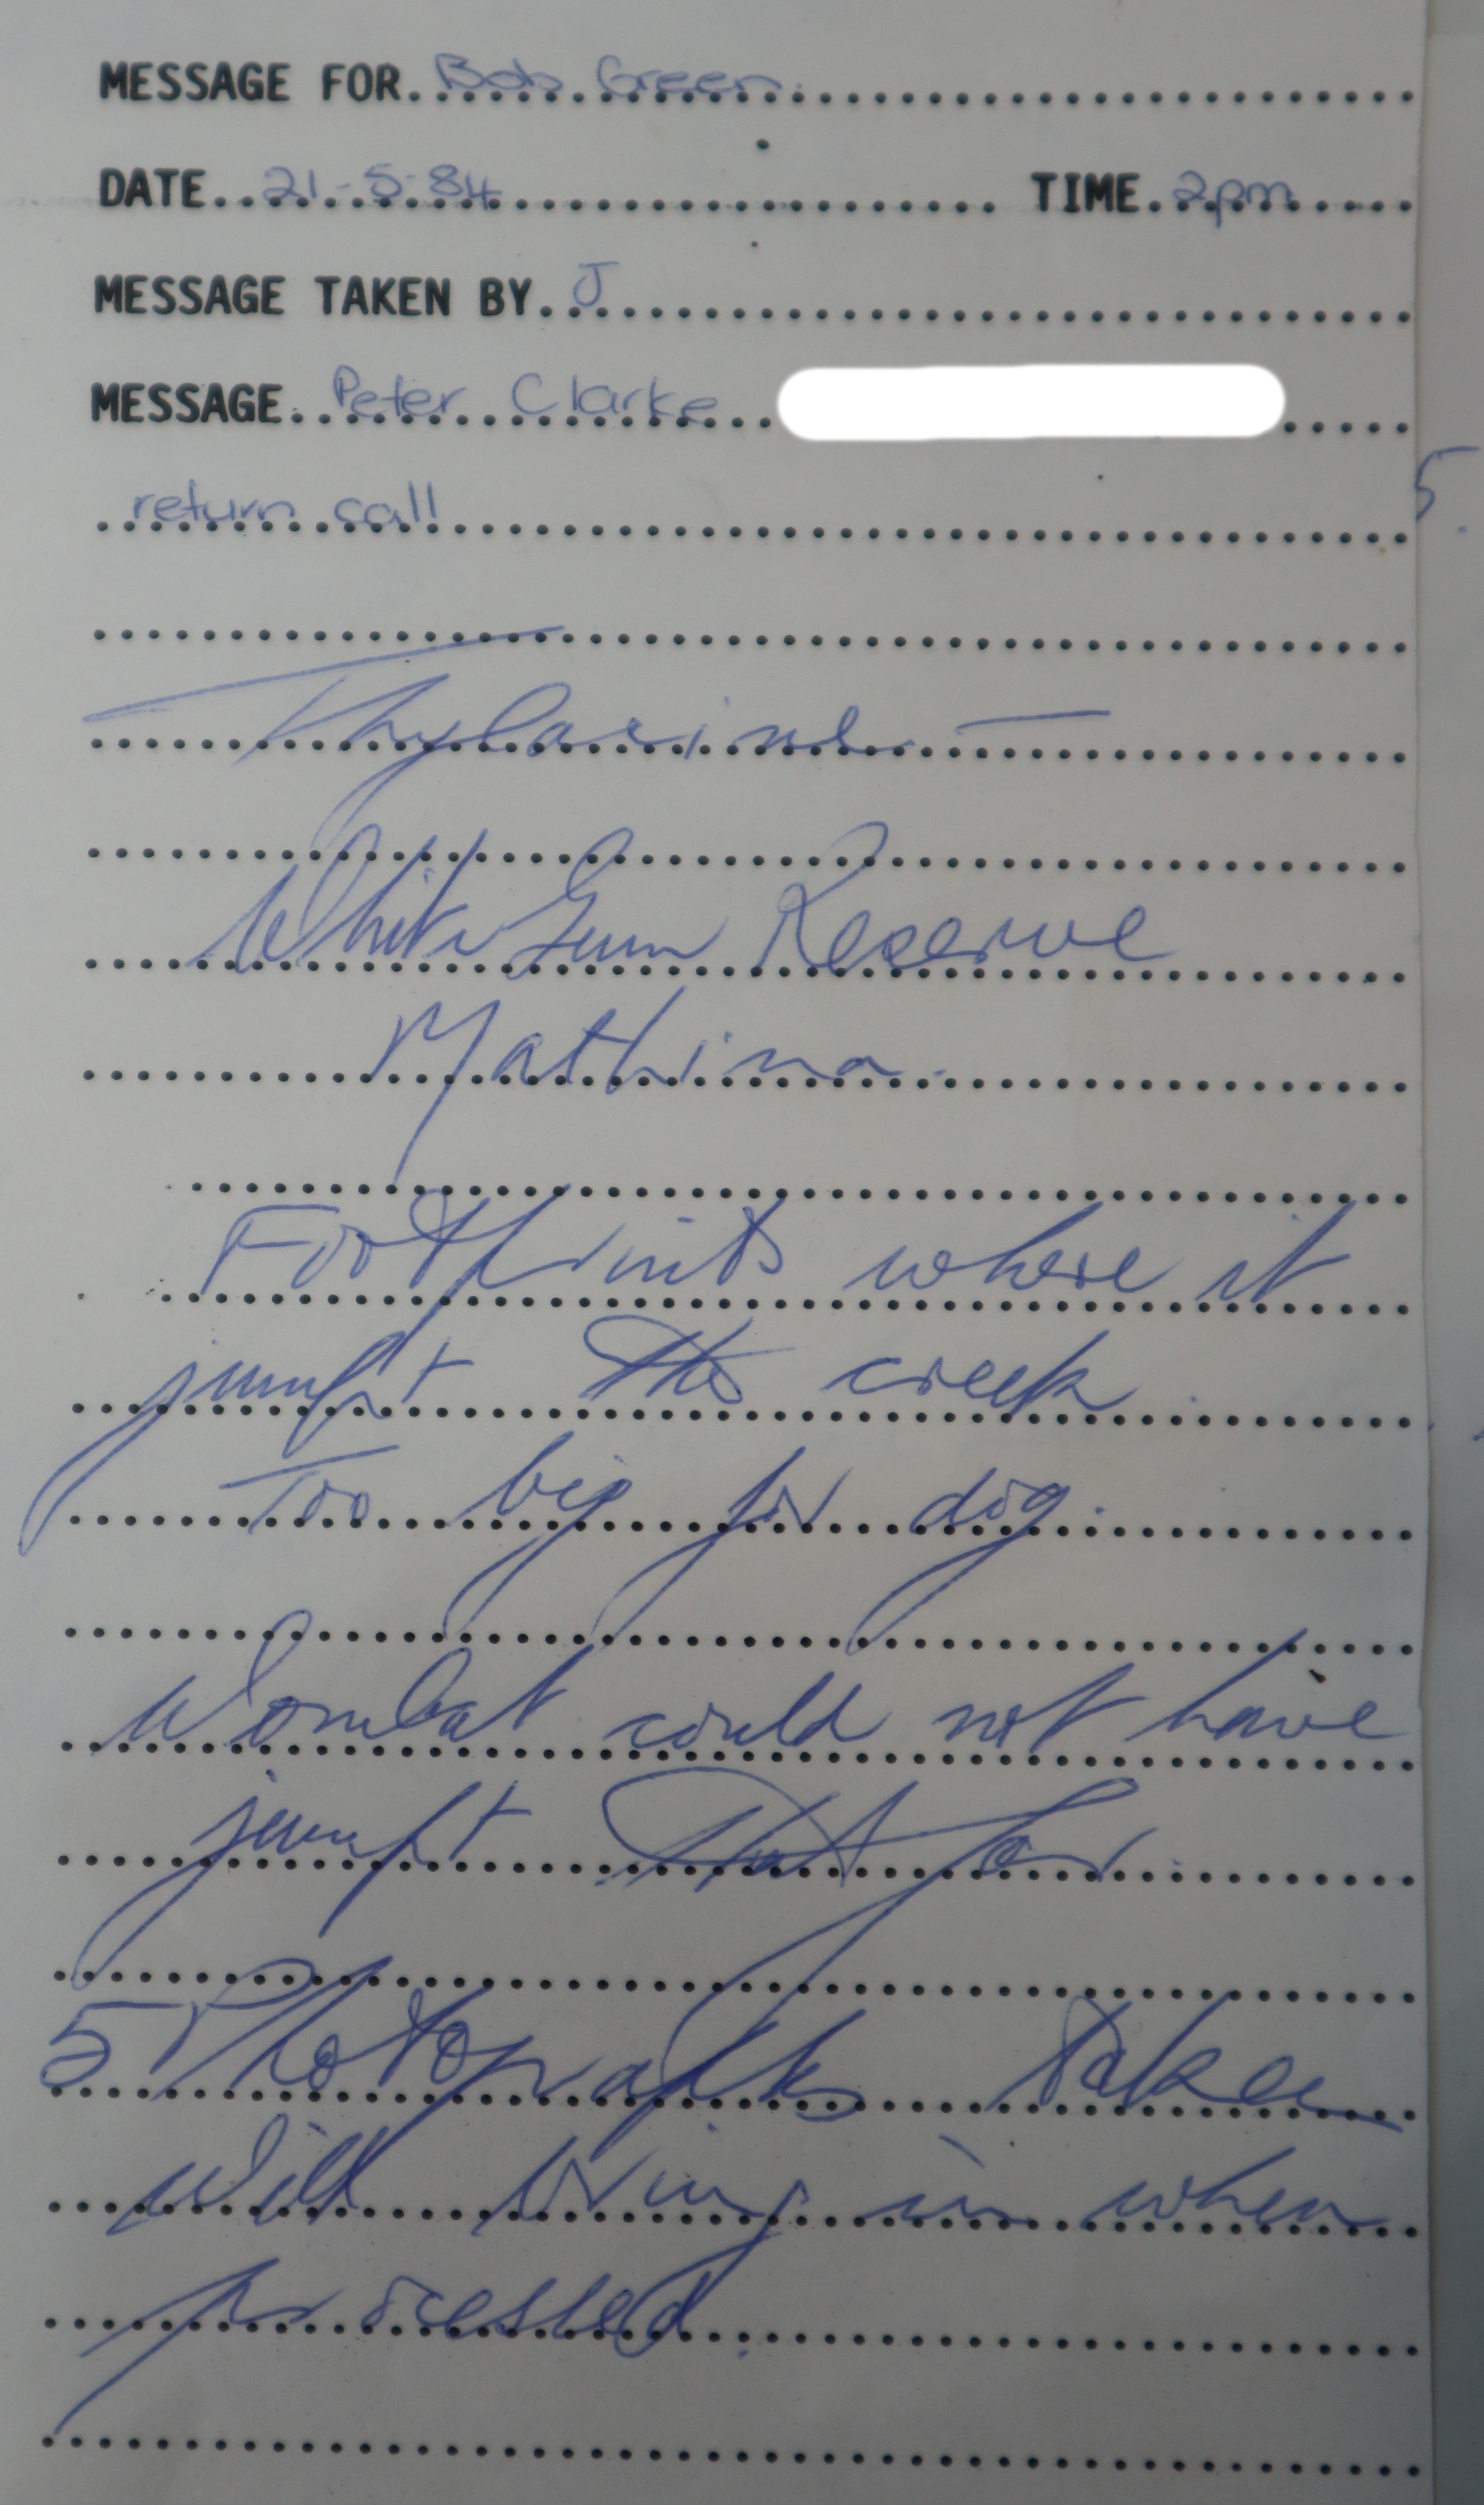 MESSAGE FOR. Bob Green
DATE.. 21-5-84 TIME. 2pm
MESSAGE TAKEN BY. J
MESSAGE. Peter Clarke
return call
Thylacine —
White Gum Reserve
Mathina.
Footprints where it
jumpt the creek.
Too big for dog.
Wombat could not have
jumpt that far.
5 Photographs taken
will bring in when
processed.
5